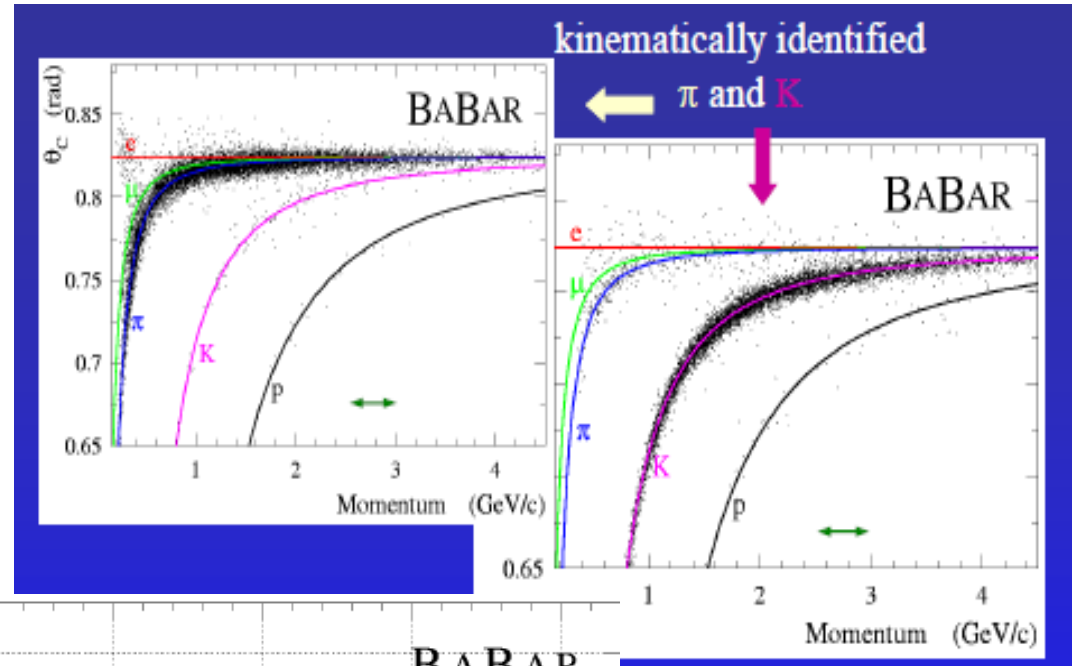 kinematically identified
π and K
θC (rad)
BABAR
0.85
0.8
0.75
0.7
0.65
e
μ
π
K
p
1 2 3 4
Momentum (GeV/c)
BABAR
e
μ
π
K
p
0.65
1 2 3 4
Momentum (GeV/c)
BABAR